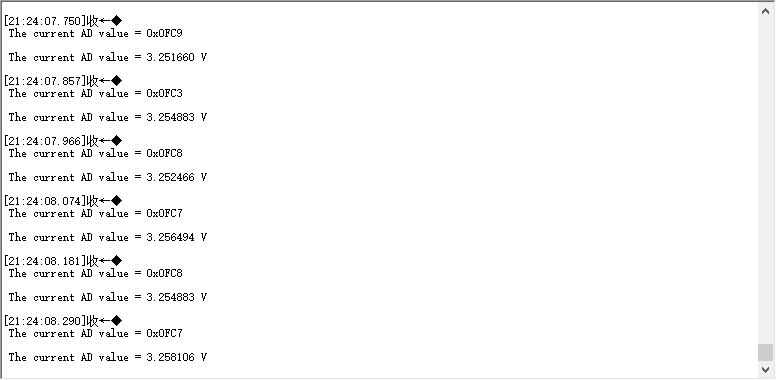 [21:24:07.750]收←◆
The current AD value = 0x0FC9
The current AD value = 3.251660 V
[21:24:07.857]收←◆
The current AD value = 0x0FC3
The current AD value = 3.254883 V
[21:24:07.966]收←◆
The current AD value = 0x0FC8
The current AD value = 3.252466 V
[21:24:08.074]收←◆
The current AD value = 0x0FC7
The current AD value = 3.256494 V
[21:24:08.181]收←◆
The current AD value = 0x0FC8
The current AD value = 3.254883 V
[21:24:08.290]收←◆
The current AD value = 0x0FC7
The current AD value = 3.258106 V